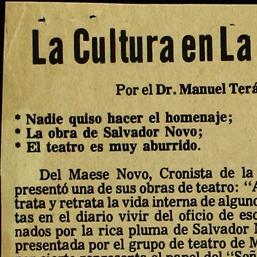 La Cultura en La
Por el Dr. Manuel Terá
* Nadie quiso hacer el homenaje;
* La obra de Salvador Novo;
* El teatro es muy aburrido.
Del Maese Novo, Cronista de la
presentó una de sus obras de teatro: "A
trata y retrata la vida interna de algun
tas en el diario vivir del oficio de esc
nados por la rica pluma de Salvador N
presentada por el grupo de teatro de M